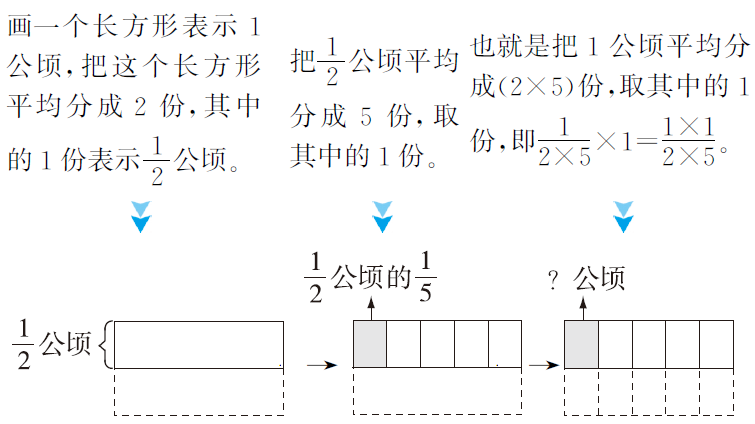 画一个长方形表示 1
公顷,把这个长方形
平均分成 2 份,其中
的 1 份表示1/2公顷。
把1/2公顷平均
分成 5 份,取
其中的 1 份。
也就是把 1 公顷平均分
成(2×5)份,取其中的 1
份,即1/(2×5)×1=(1×1)/(2×5)。
1/2公顷的1/5
? 公顷
1/2公顷